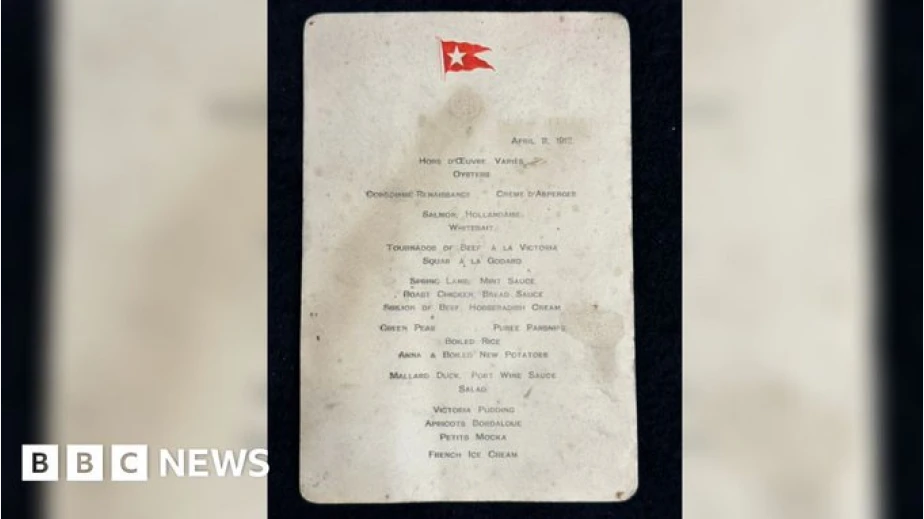 APRIL 11, 1912.
HORS D'ŒUVRE VARIÉS
OYSTERS
CONSOMMÉ RENAISSANCE CRÈME D'ASPERGES
SALMON, HOLLANDAISE
WHITEBAIT
TOURNADOS OF BEEF À LA VICTORIA
SQUAB À LA GODARD
SPRING LAMB, MINT SAUCE
ROAST CHICKEN, BREAD SAUCE
SIRLOIN OF BEEF, HORSERADISH CREAM
GREEN PEAS PURÉE PARSNIPS
BOILED RICE
ANNA & BOILED NEW POTATOES
MALLARD DUCK, PORT WINE SAUCE
SALAD
VICTORIA PUDDING
APRICOTS BORDALOUE
PETITS MOCKA
FRENCH ICE CREAM
BBC NEWS